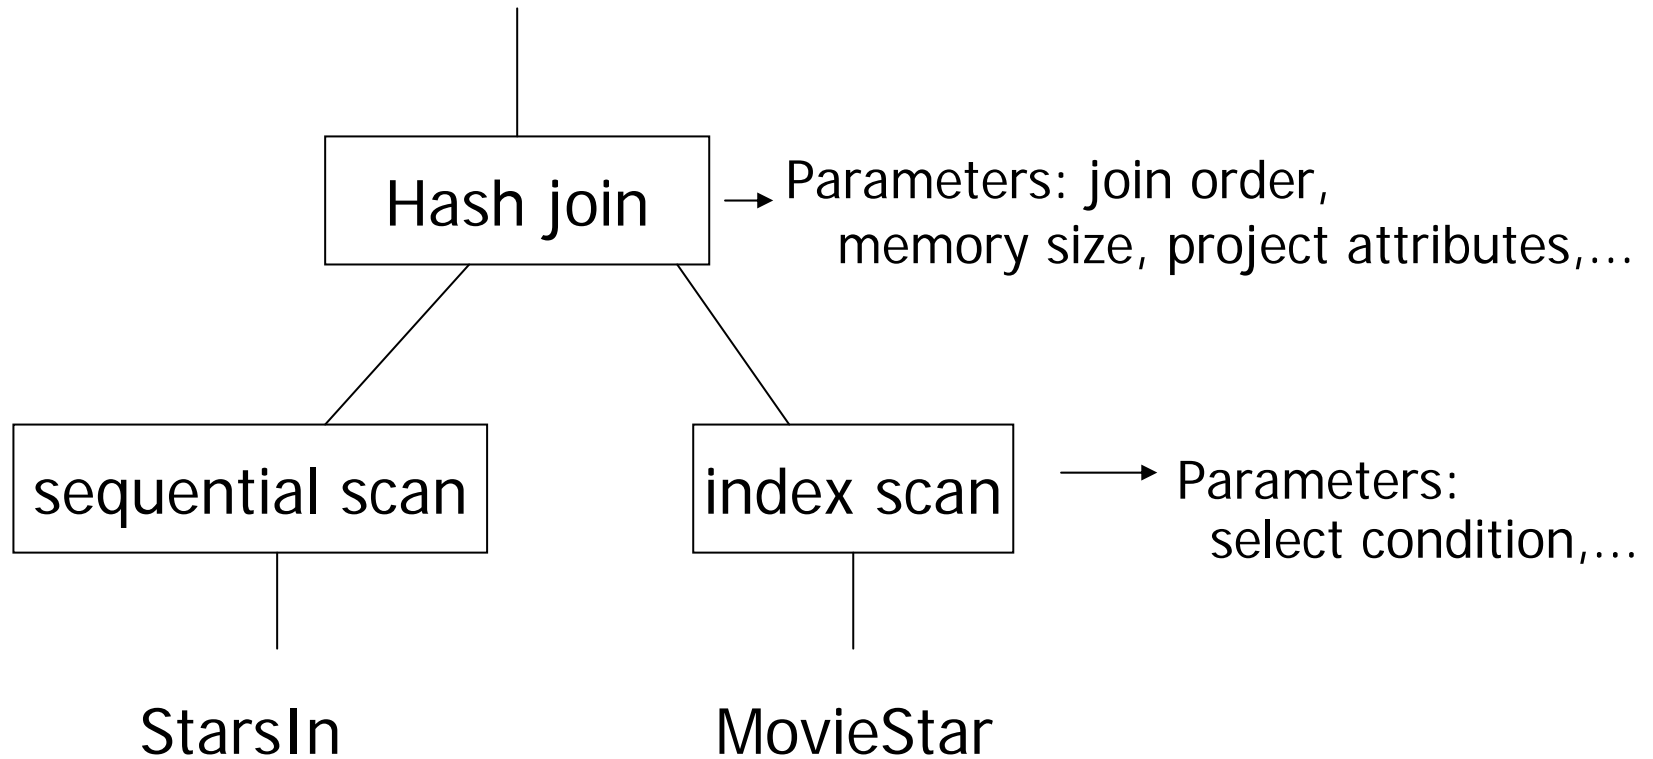 Hash join
Parameters: join order,
memory size, project attributes,...
sequential scan
index scan
Parameters:
select condition,...
StarsIn
MovieStar